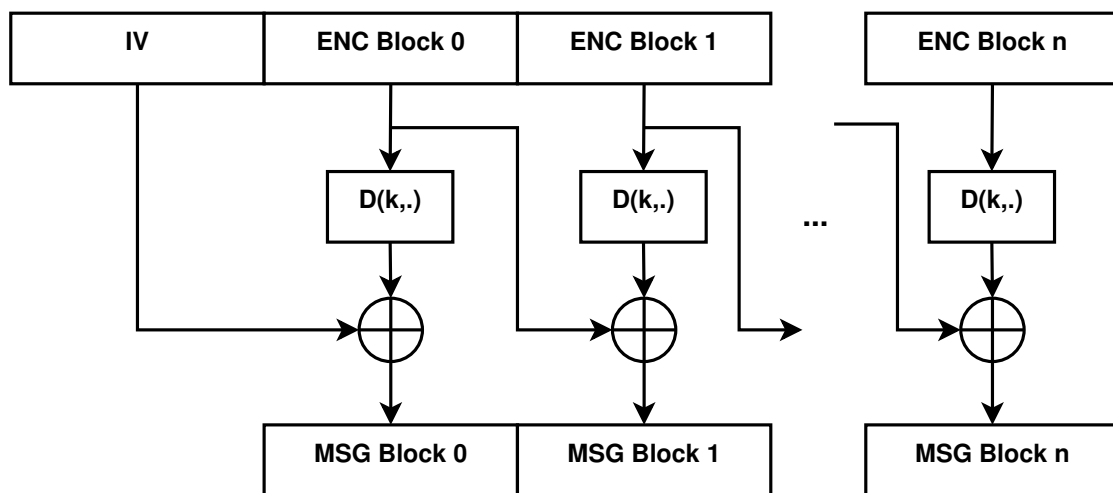 IV
ENC Block 0
ENC Block 1
ENC Block n
D(k,.)
D(k,.)
...
D(k,.)
MSG Block 0
MSG Block 1
MSG Block n